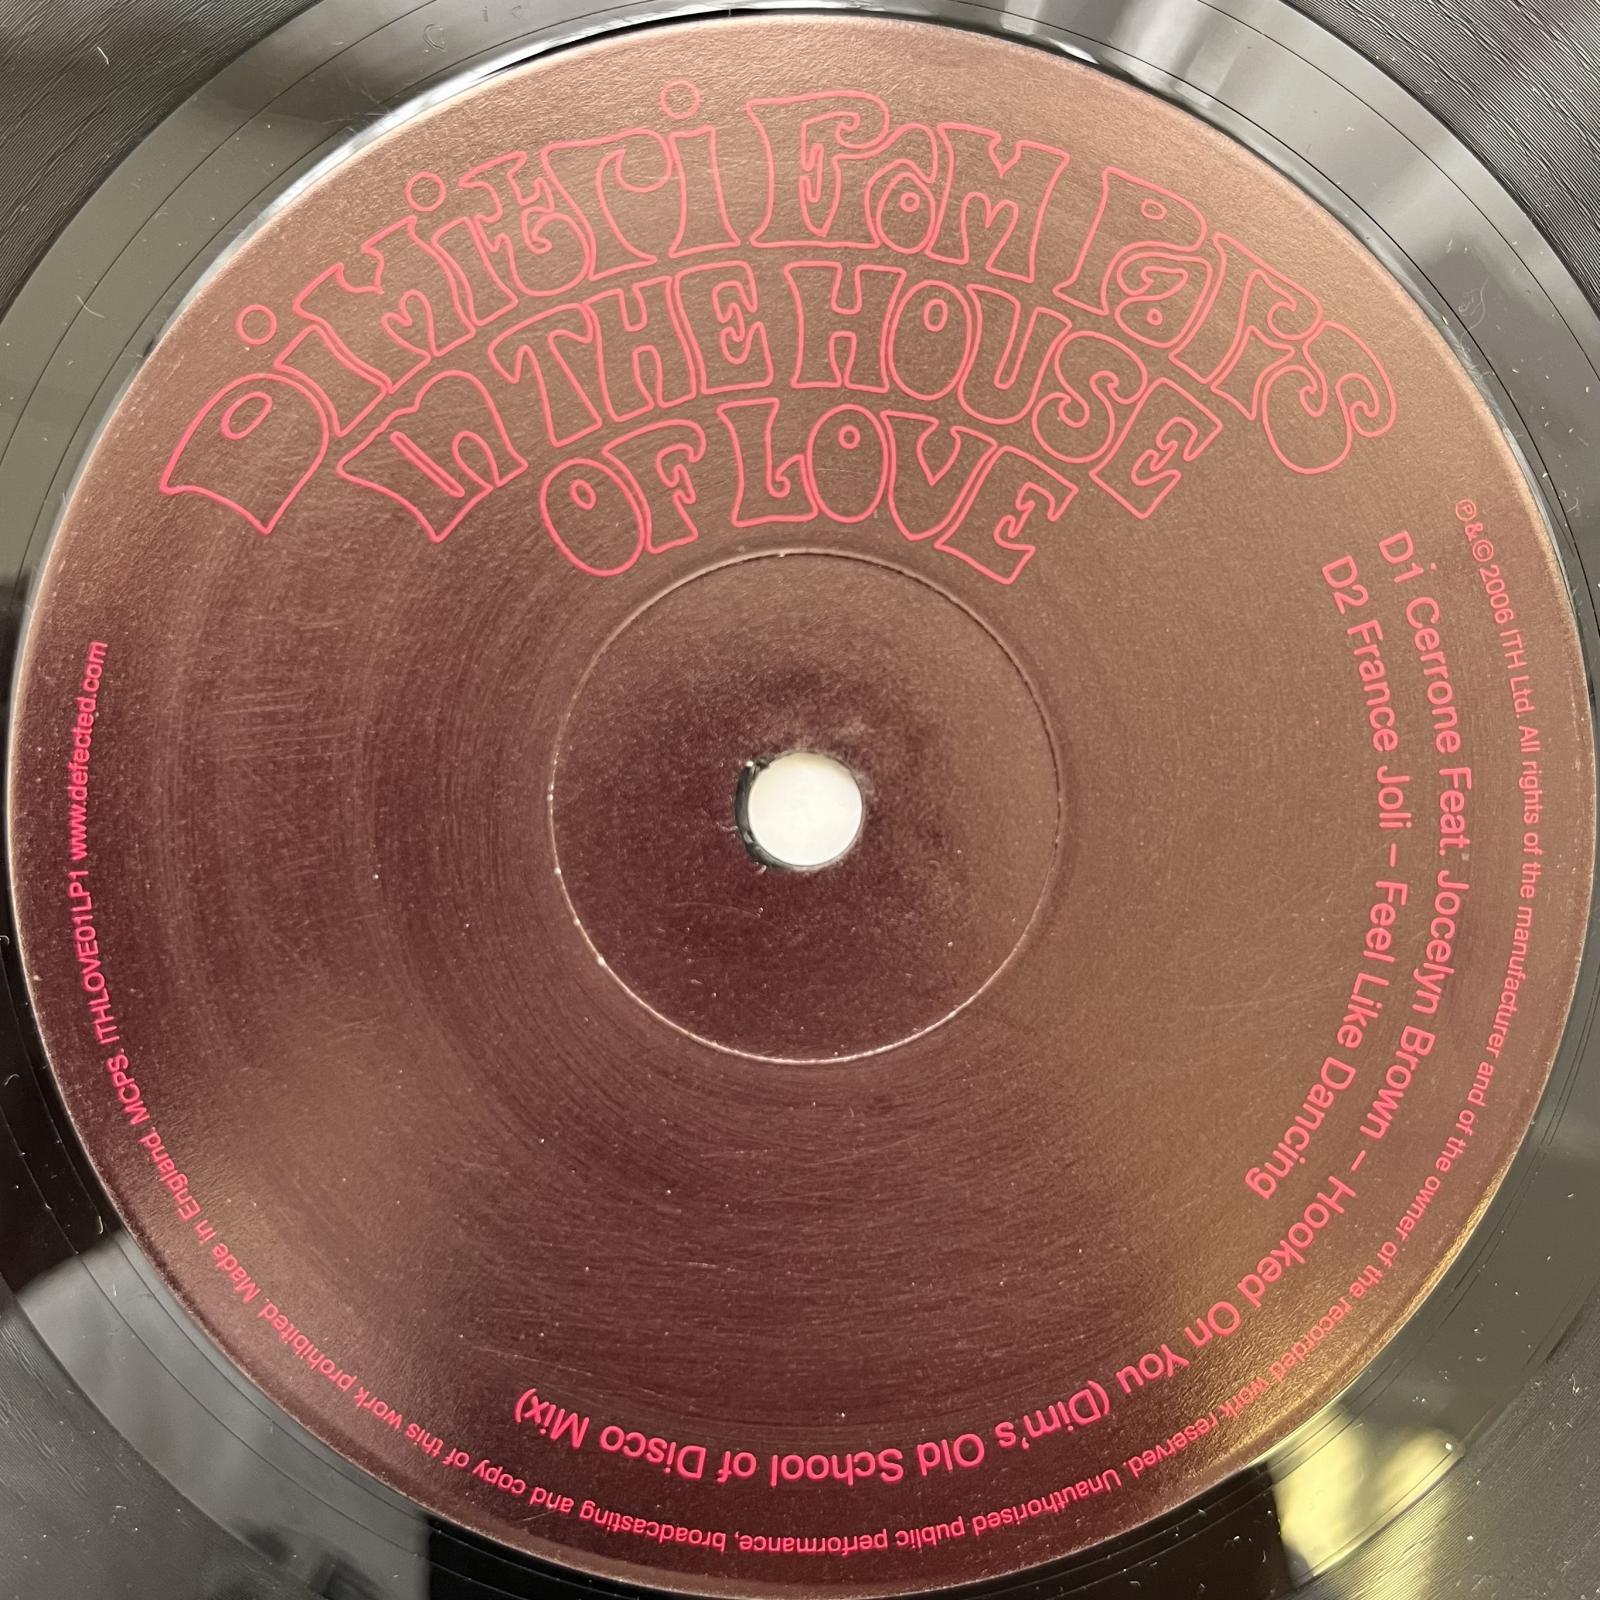 DiMiTri From Paris
In THE HOUSE
OF LOVE
D1 Cerrone Feat. Jocelyn Brown – Hooked On You (Dim's Old School of Disco Mix)
D2 France Joli – Feel Like Dancing
℗&© 2006 ITH Ltd. All rights of the manufacturer and of the owner of the recorded work reserved. Unauthorised public performance, broadcasting and copy of this work prohibited. Made in England. MCPS. ITHLOVE01LP1 www.defected.com